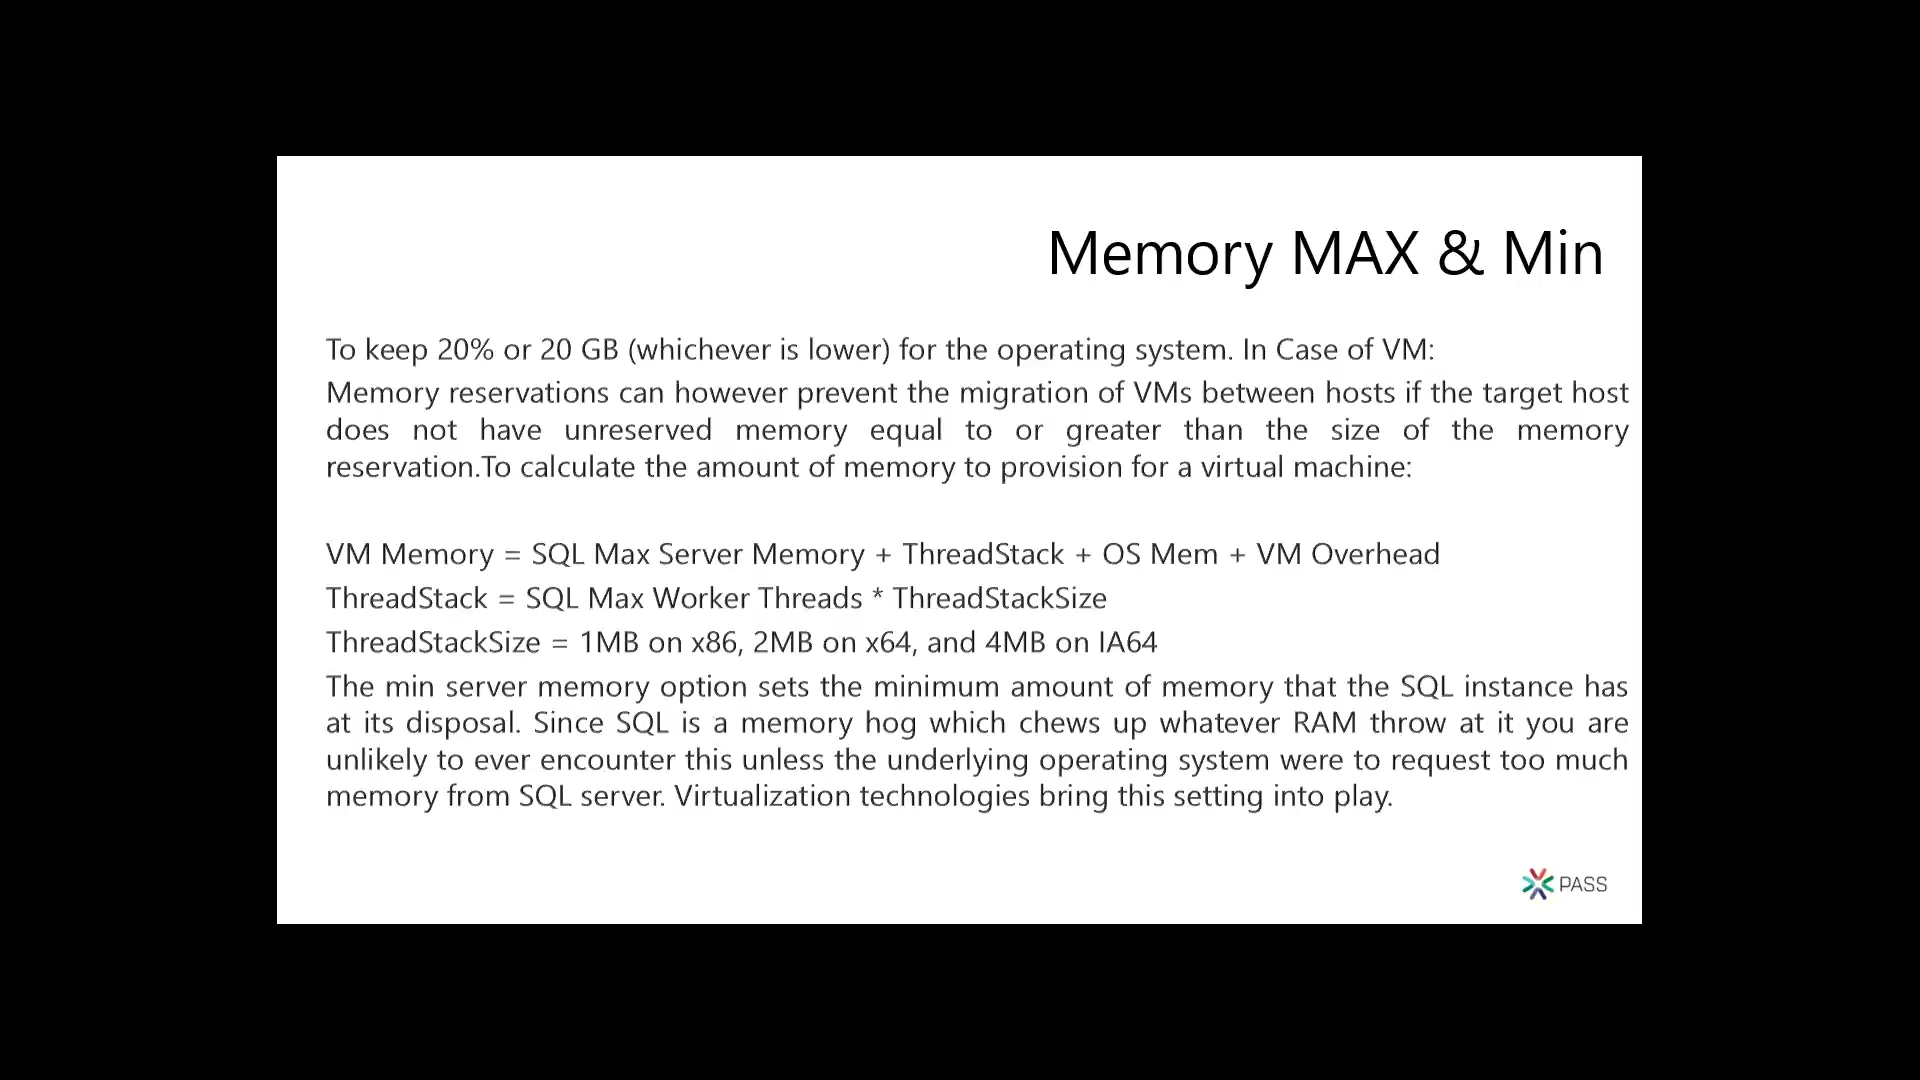 Memory MAX & Min
To keep 20% or 20 GB (whichever is lower) for the operating system. In Case of VM:
Memory reservations can however prevent the migration of VMs between hosts if the target host
does not have unreserved memory equal to or greater than the size of the memory
reservation.To calculate the amount of memory to provision for a virtual machine:
VM Memory = SQL Max Server Memory + ThreadStack + OS Mem + VM Overhead
ThreadStack = SQL Max Worker Threads * ThreadStackSize
ThreadStackSize = 1MB on x86, 2MB on x64, and 4MB on IA64
The min server memory option sets the minimum amount of memory that the SQL instance has
at its disposal. Since SQL is a memory hog which chews up whatever RAM throw at it you are
unlikely to ever encounter this unless the underlying operating system were to request too much
memory from SQL server. Virtualization technologies bring this setting into play.
PASS